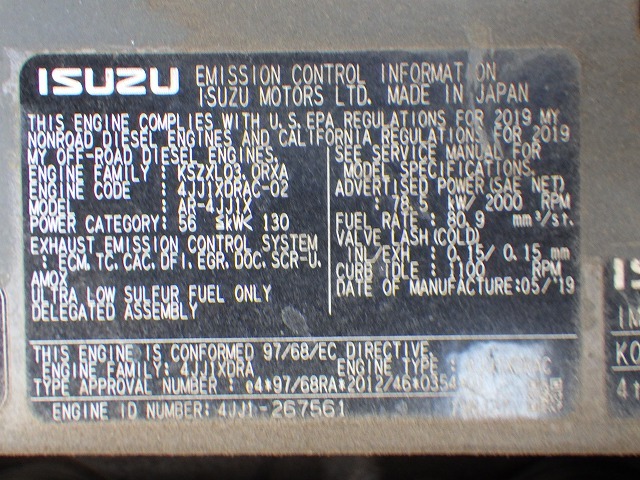 ISUZU EMISSION CONTROL INFORMATION
ISUZU MOTORS LTD. MADE IN JAPAN
THIS ENGINE COMPLIES WITH U.S.EPA REGULATIONS FOR 2019 MY
NONROAD DIESEL ENGINES AND CALIFORNIA REGULATIONS FOR 2019
MY OFF-ROAD DIESEL ENGINES.
ENGINE FAMILY : KSZXL03.0RXA
ENGINE CODE : 4JJ1XDRAC-02
MODEL : AR-4JJ1X
POWER CATEGORY: 56 ≤KW< 130
EXHAUST EMISSION CONTROL SYSTEM
: ECM, TC, CAC, DFI, EGR, DOC, SCR-U,
AMOX
ULTRA LOW SULFUR FUEL ONLY
DELEGATED ASSEMBLY
SEE SERVICE MANUAL FOR
MODEL SPECIFICATIONS.
ADVERTISED POWER(SAE NET)
: 78.5 kW/ 2000 RPM
FUEL RATE : 80.9 mm³/st.
VALVE LASH(COLD)
IN/EXH : 0.15/ 0.15 mm
CURB IDLE : 1100 RPM
DATE OF MANUFACTURE:05/'19
THIS ENGINE IS CONFORMED 97/68/EC DIRECTIVE.
ENGINE FAMILY: 4JJ1XDRA ENGINE TYPE :
TYPE APPROVAL NUMBER : e4*97/68RA*2012/46*0354
ENGINE ID NUMBER: 4JJ1-267561
IS
IM
KO
4J